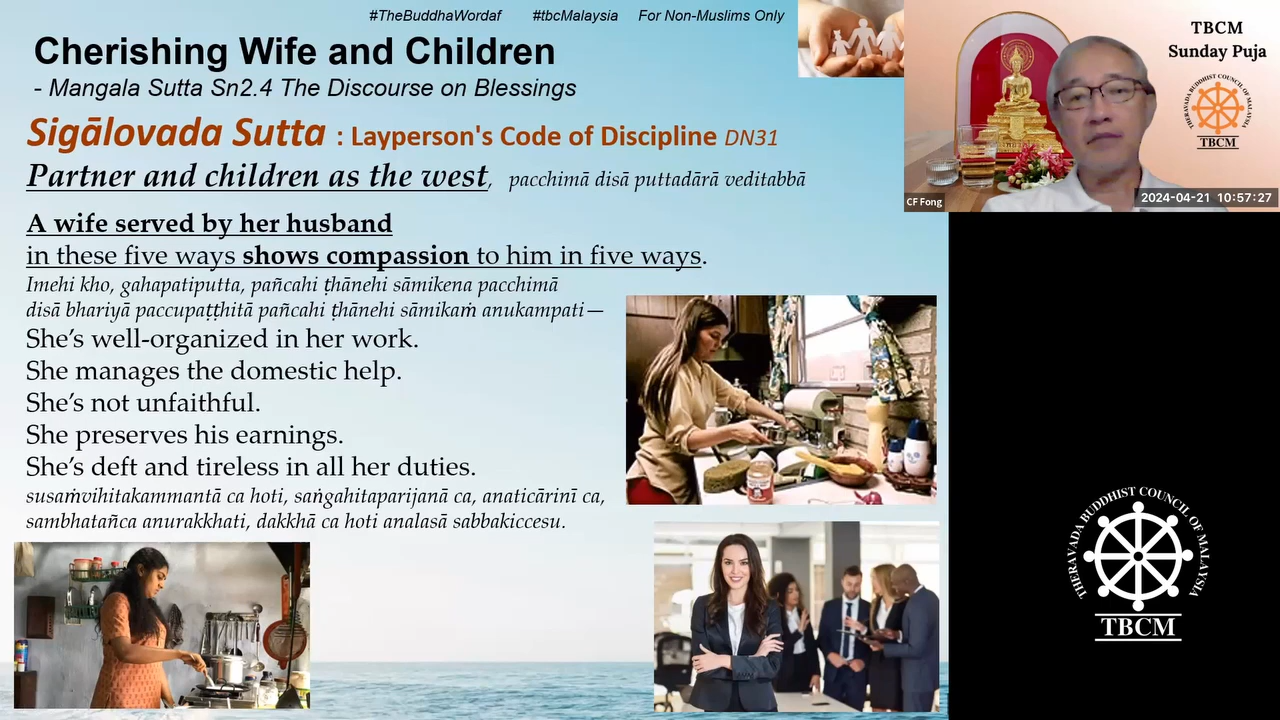 #TheBuddhaWordaf #tbcMalaysia For Non-Muslims Only
Cherishing Wife and Children
- Mangala Sutta Sn2.4 The Discourse on Blessings
Sigālovada Sutta : Layperson's Code of Discipline DN31
Partner and children as the west, pacchimā disā puttadārā veditabbā
A wife served by her husband
in these five ways shows compassion to him in five ways.
Imehi kho, gahapatiputta, pañcahi ṭhānehi sāmikena pacchimā
disā bhariyā paccupaṭṭhitā pañcahi ṭhānehi sāmikaṁ anukampati—
She’s well-organized in her work.
She manages the domestic help.
She’s not unfaithful.
She preserves his earnings.
She’s deft and tireless in all her duties.
susaṁvihitakammantā ca hoti, saṅgahitaparijanā ca, anaticārinī ca,
sambhatañca anurakkhati, dakkhā ca hoti analasā sabbakiccesu.
TBCM
Sunday Puja
THERAVADA BUDDHIST COUNCIL OF MALAYSIA
TBCM
CF Fong
2024-04-21 10:57:27
THERAVADA BUDDHIST COUNCIL OF MALAYSIA
TBCM